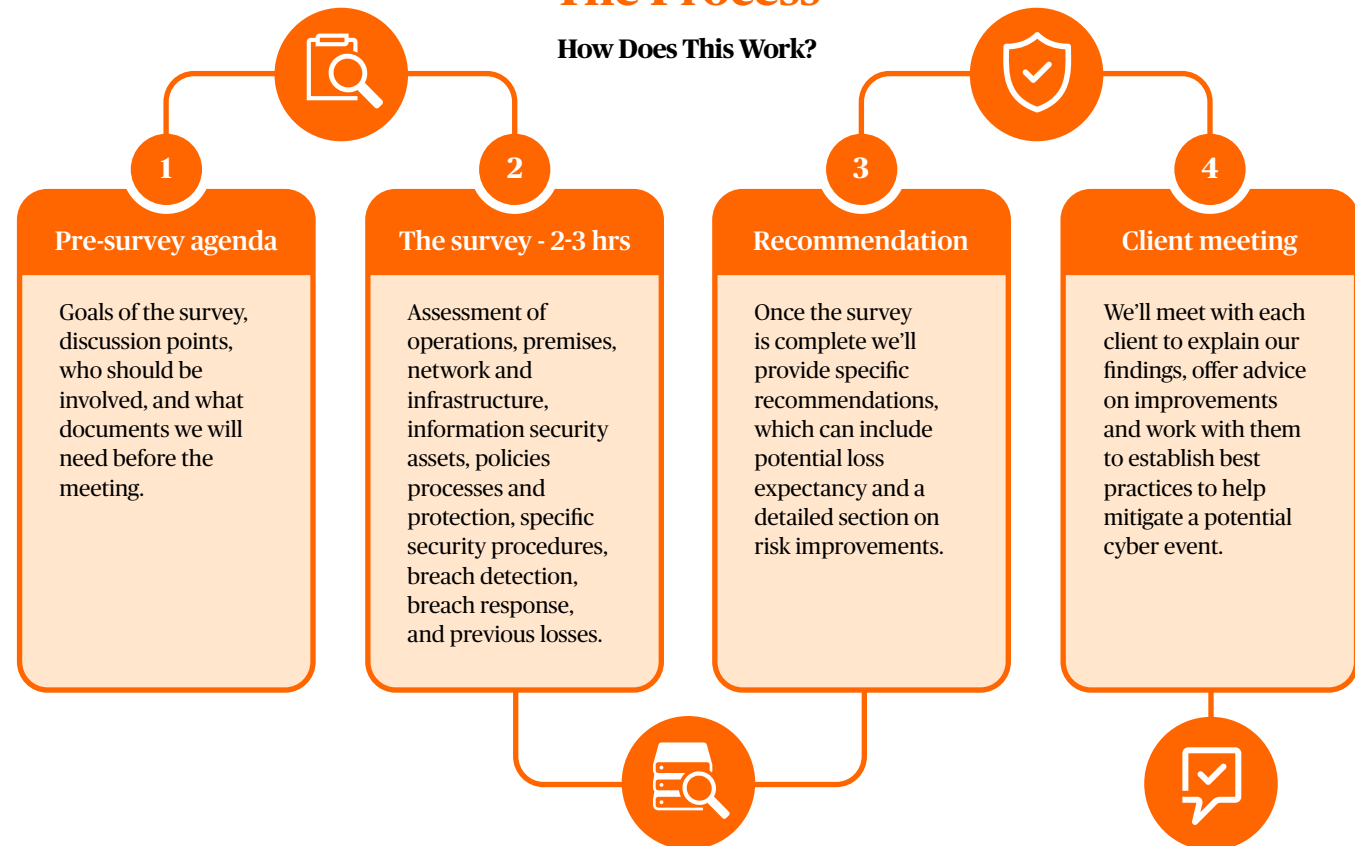 The Process
How Does This Work?
1
Pre-survey agenda
Goals of the survey,
discussion points,
who should be
involved, and what
documents we will
need before the
meeting.
2
The survey - 2-3 hrs
Assessment of
operations, premises,
network and
infrastructure,
information security
assets, policies
processes and
protection, specific
security procedures,
breach detection,
breach response,
and previous losses.
3
Recommendation
Once the survey
is complete we’ll
provide specific
recommendations,
which can include
potential loss
expectancy and a
detailed section on
risk improvements.
4
Client meeting
We’ll meet with each
client to explain our
findings, offer advice
on improvements
and work with them
to establish best
practices to help
mitigate a potential
cyber event.